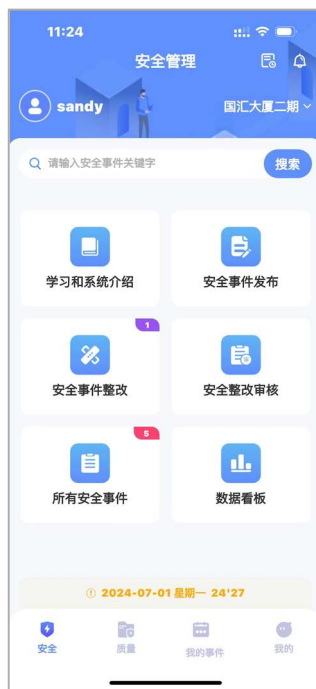 11:24
安全管理
sandy
国汇大厦二期
请输入安全事件关键字
搜索
学习和系统介绍
安全事件发布
1
安全事件整改
安全整改审核
5
所有安全事件
数据看板
2024-07-01 星期一 24'27
安全
质量
我的事件
我的